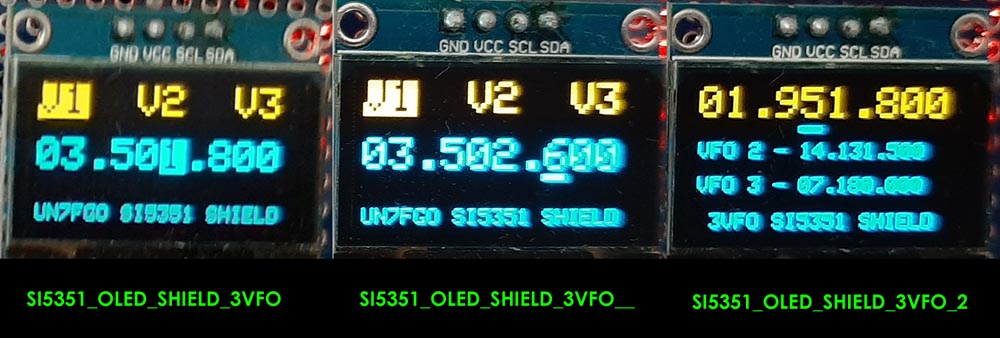 GND VCC SCL SDA
V1 V2 V3
03.501.800
UN7FGO SI5351 SHIELD
SI5351_OLED_SHIELD_3VFO
GND VCC SCL SDA
V1 V2 V3
03.502.600
UN7FGO SI5351 SHIELD
SI5351_OLED_SHIELD_3VFO__
GND VCC SCL SDA
01.951.800
VFO 2 - 14.131.500
VFO 3 - 07.180.000
3VFO SI5351 SHIELD
SI5351_OLED_SHIELD_3VFO_2